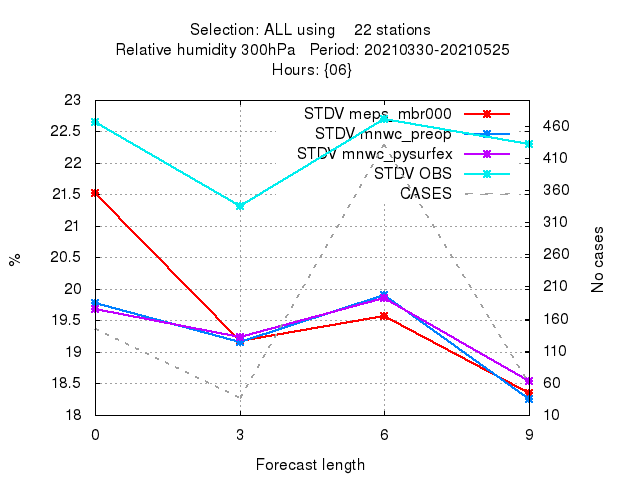 Selection: ALL using    22 stations
Relative humidity 300hPa   Period: 20210330-20210525
Hours: {06}
STDV meps_mbr000
STDV mnwc_preop
STDV mnwc_pysurfex
STDV OBS
CASES
23
22.5
22
21.5
21
20.5
20
19.5
19
18.5
18
%
460
410
360
310
260
210
160
110
60
10
No cases
0 3 6 9
Forecast length